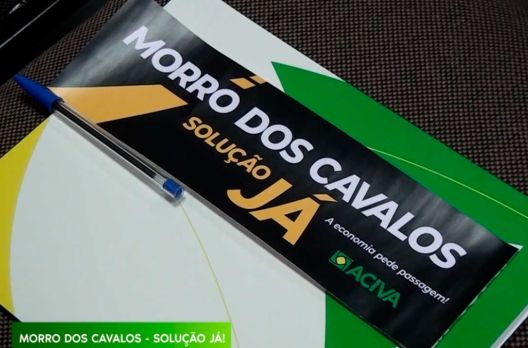 MORRO DOS CAVALOS
SOLUÇÃO
JÁ
A economia pede passagem!
ACIVA
MORRO DOS CAVALOS - SOLUÇÃO JÁ!